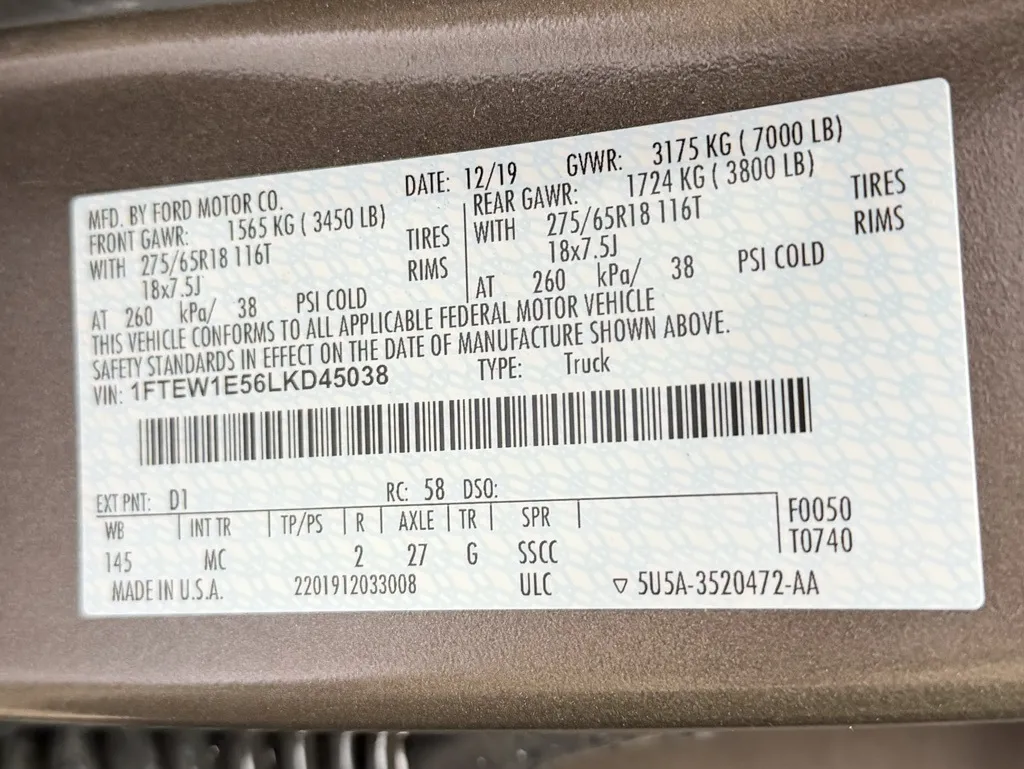 MFD. BY FORD MOTOR CO. DATE: 12/19 GVWR: 3175 KG ( 7000 LB)
FRONT GAWR: 1565 KG ( 3450 LB) REAR GAWR: 1724 KG ( 3800 LB)
WITH 275/65R18 116T TIRES WITH 275/65R18 116T TIRES
18x7.5J RIMS 18x7.5J RIMS
AT 260 kPa/ 38 PSI COLD AT 260 kPa/ 38 PSI COLD
THIS VEHICLE CONFORMS TO ALL APPLICABLE FEDERAL MOTOR VEHICLE
SAFETY STANDARDS IN EFFECT ON THE DATE OF MANUFACTURE SHOWN ABOVE.
VIN: 1FTEW1E56LKD45038 TYPE: Truck
EXT PNT: D1 RC: 58 DSO:
WB INT TR TP/PS R AXLE TR SPR F0050
145 MC 2 27 G SSCC T0740
MADE IN U.S.A. 2201912033008 ULC ▽ 5U5A-3520472-AA